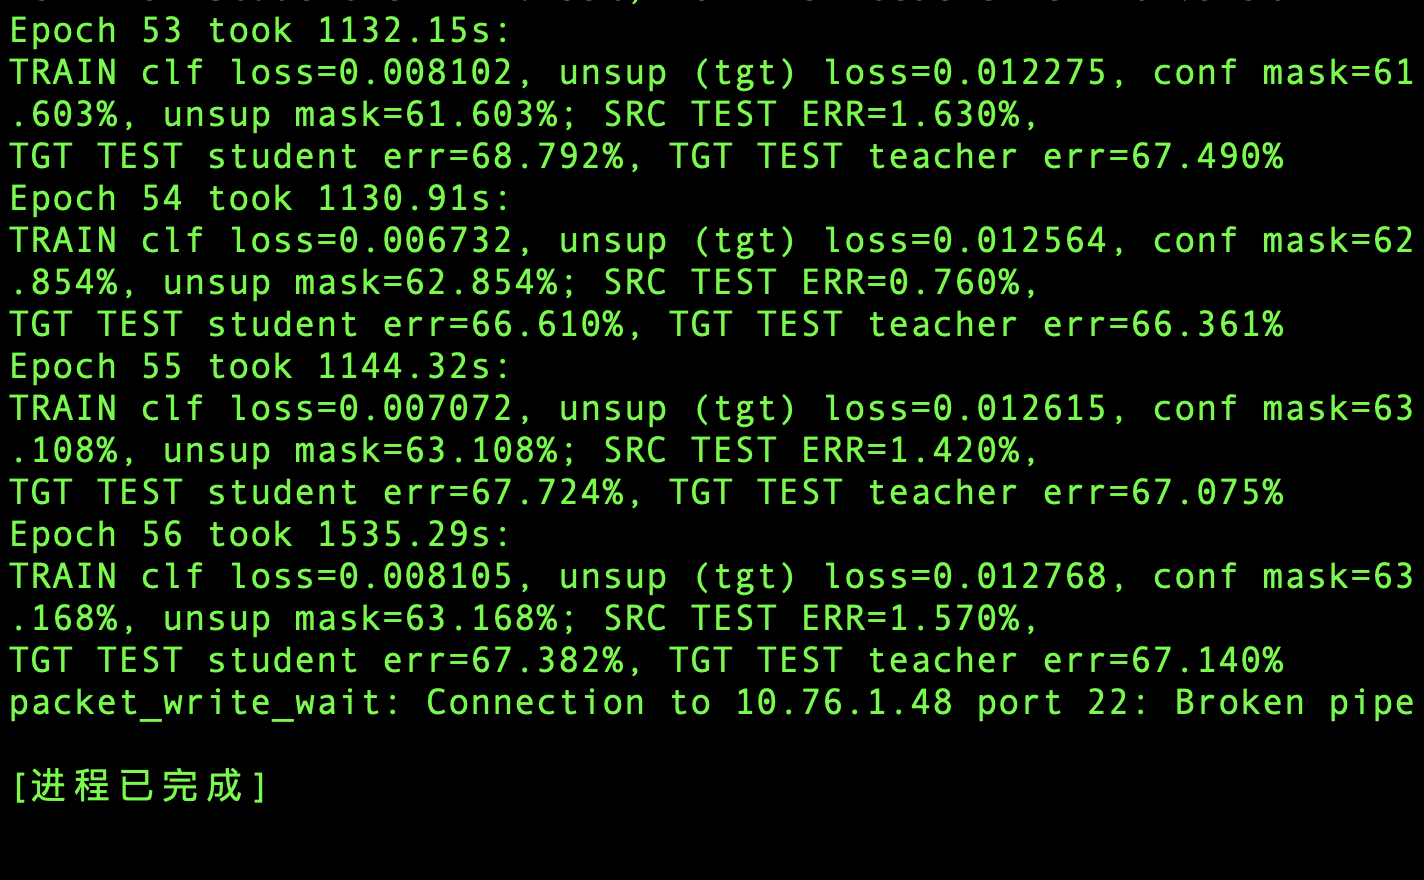 Epoch 53 took 1132.15s:
TRAIN clf loss=0.008102, unsup (tgt) loss=0.012275, conf mask=61
.603%, unsup mask=61.603%; SRC TEST ERR=1.630%,
TGT TEST student err=68.792%, TGT TEST teacher err=67.490%
Epoch 54 took 1130.91s:
TRAIN clf loss=0.006732, unsup (tgt) loss=0.012564, conf mask=62
.854%, unsup mask=62.854%; SRC TEST ERR=0.760%,
TGT TEST student err=66.610%, TGT TEST teacher err=66.361%
Epoch 55 took 1144.32s:
TRAIN clf loss=0.007072, unsup (tgt) loss=0.012615, conf mask=63
.108%, unsup mask=63.108%; SRC TEST ERR=1.420%,
TGT TEST student err=67.724%, TGT TEST teacher err=67.075%
Epoch 56 took 1535.29s:
TRAIN clf loss=0.008105, unsup (tgt) loss=0.012768, conf mask=63
.168%, unsup mask=63.168%; SRC TEST ERR=1.570%,
TGT TEST student err=67.382%, TGT TEST teacher err=67.140%
packet_write_wait: Connection to 10.76.1.48 port 22: Broken pipe
[进程已完成]